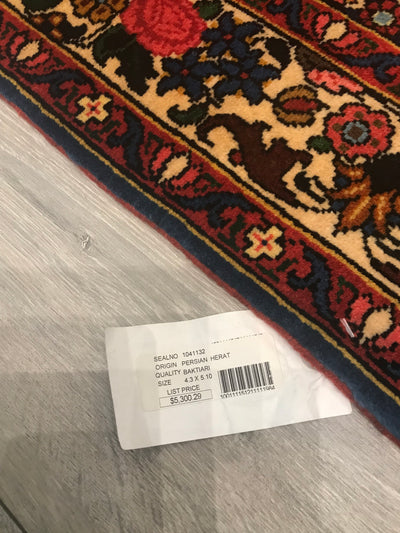 SEALNO 1041132
ORIGIN PERSIAN HERAT
QUALITY BAKTIARI
SIZE 4.3 X 5.10
LIST PRICE
$5,300.29